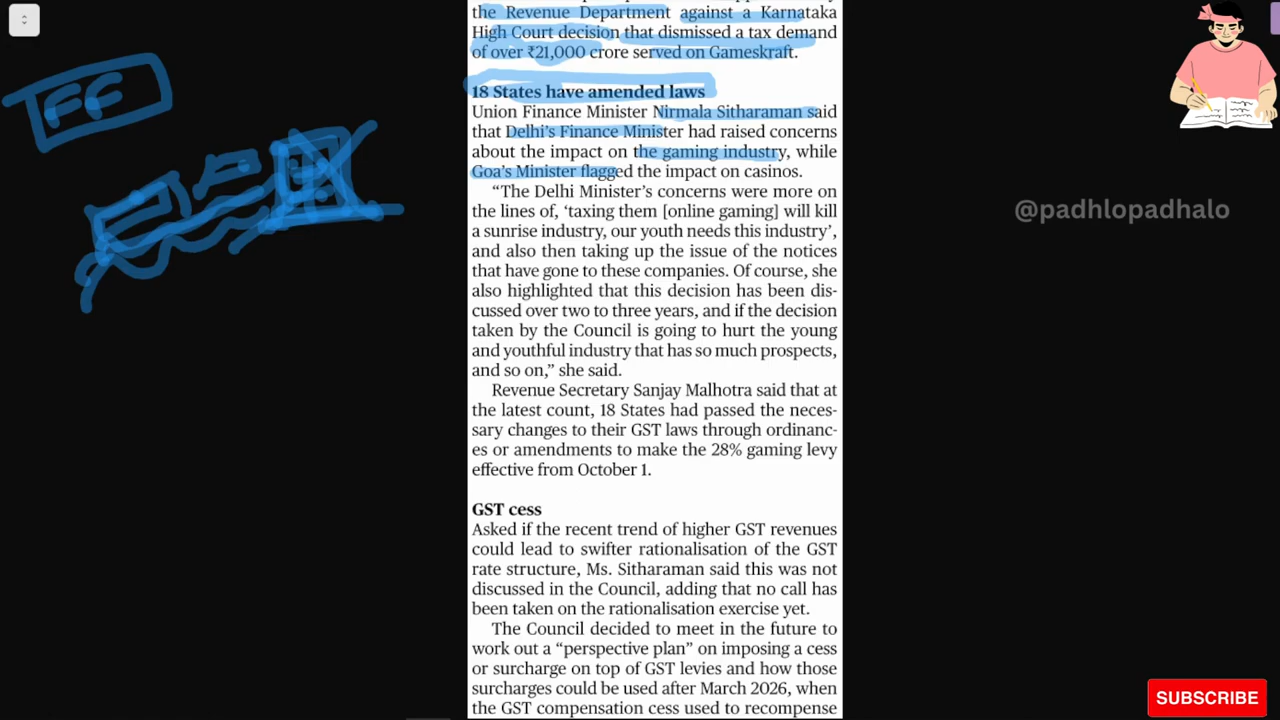 the Revenue Department against a Karnataka
High Court decision that dismissed a tax demand
of over ₹21,000 crore served on Gameskraft.
18 States have amended laws
Union Finance Minister Nirmala Sitharaman said
that Delhi’s Finance Minister had raised concerns
about the impact on the gaming industry, while
Goa’s Minister flagged the impact on casinos.
“The Delhi Minister’s concerns were more on
the lines of, ‘taxing them [online gaming] will kill
a sunrise industry, our youth needs this industry’,
and also then taking up the issue of the notices
that have gone to these companies. Of course, she
also highlighted that this decision has been dis-
cussed over two to three years, and if the decision
taken by the Council is going to hurt the young
and youthful industry that has so much prospects,
and so on,” she said.
Revenue Secretary Sanjay Malhotra said that at
the latest count, 18 States had passed the neces-
sary changes to their GST laws through ordinanc-
es or amendments to make the 28% gaming levy
effective from October 1.
GST cess
Asked if the recent trend of higher GST revenues
could lead to swifter rationalisation of the GST
rate structure, Ms. Sitharaman said this was not
discussed in the Council, adding that no call has
been taken on the rationalisation exercise yet.
The Council decided to meet in the future to
work out a “perspective plan” on imposing a cess
or surcharge on top of GST levies and how those
surcharges could be used after March 2026, when
the GST compensation cess used to recompense
@padhlopadhalo
SUBSCRIBE